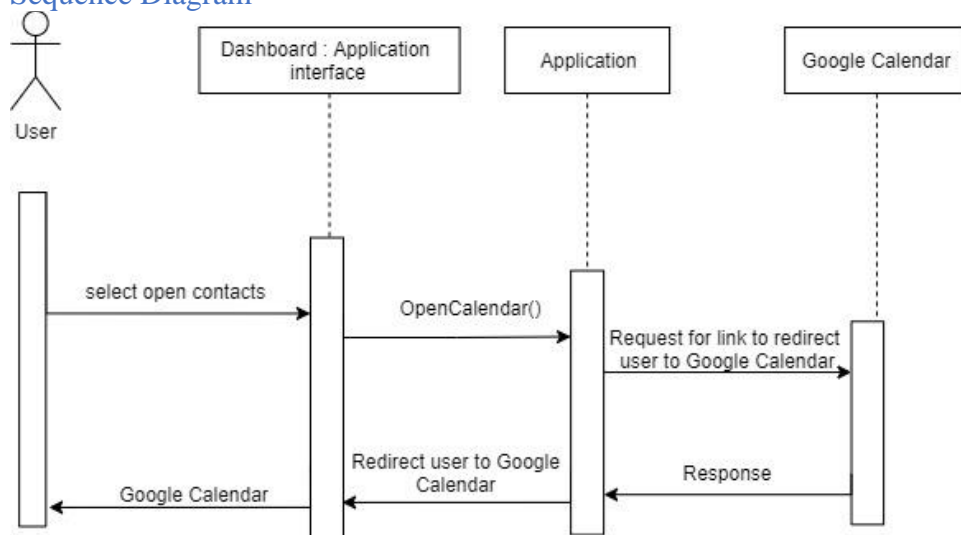 Sequence Diagram
Dashboard : Application
interface
Application
Google Calendar
User
select open contacts
OpenCalendar()
Request for link to redirect
user to Google Calendar
Redirect user to Google
Calendar
Response
Google Calendar